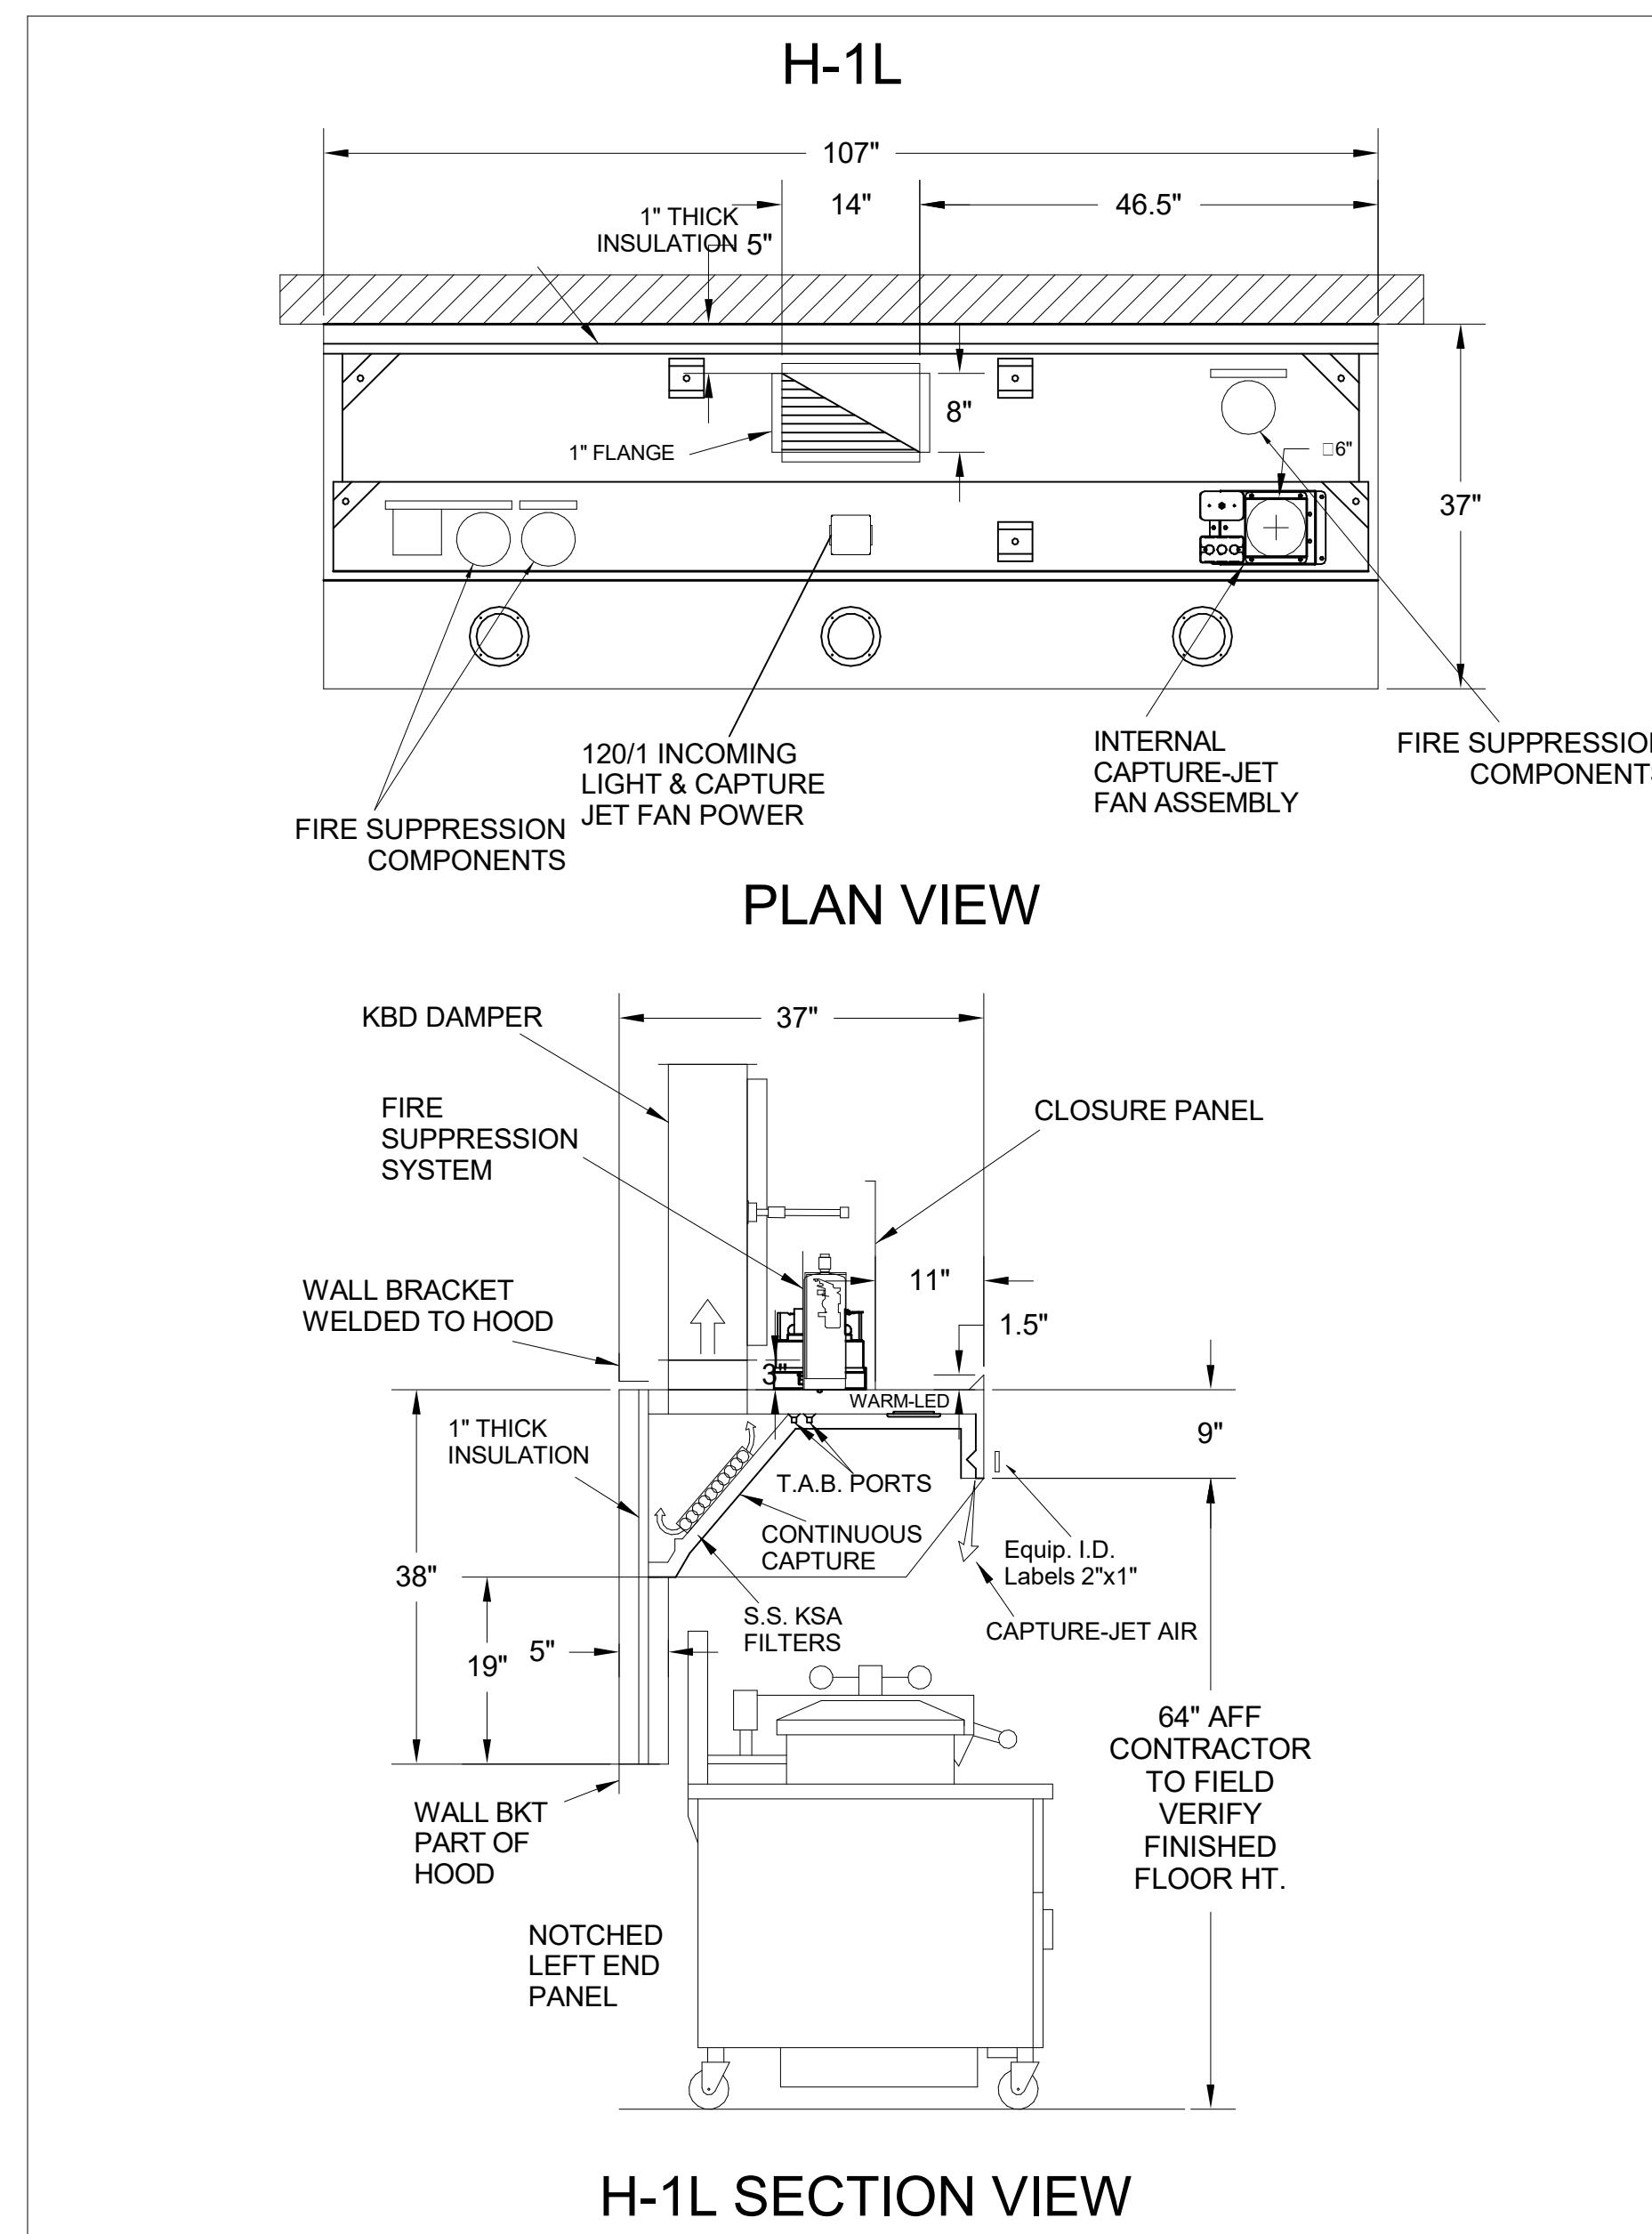 H-1L
107"
14"
46.5"
1" THICK
INSULATION
5"
8"
1" FLANGE
□6"
37"
120/1 INCOMING
LIGHT & CAPTURE
JET FAN POWER
INTERNAL
CAPTURE-JET
FAN ASSEMBLY
FIRE SUPPRESSION
COMPONENTS
FIRE SUPPRESSION
COMPONENTS
PLAN VIEW
KBD DAMPER
37"
FIRE
SUPPRESSION
SYSTEM
CLOSURE PANEL
WALL BRACKET
WELDED TO HOOD
11"
1.5"
3"
WARM-LED
1" THICK
INSULATION
9"
T.A.B. PORTS
CONTINUOUS
CAPTURE
Equip. I.D.
Labels 2"x1"
38"
S.S. KSA
FILTERS
CAPTURE-JET AIR
19"
5"
64" AFF
CONTRACTOR
TO FIELD
VERIFY
FINISHED
FLOOR HT.
WALL BKT
PART OF
HOOD
NOTCHED
LEFT END
PANEL
H-1L SECTION VIEW